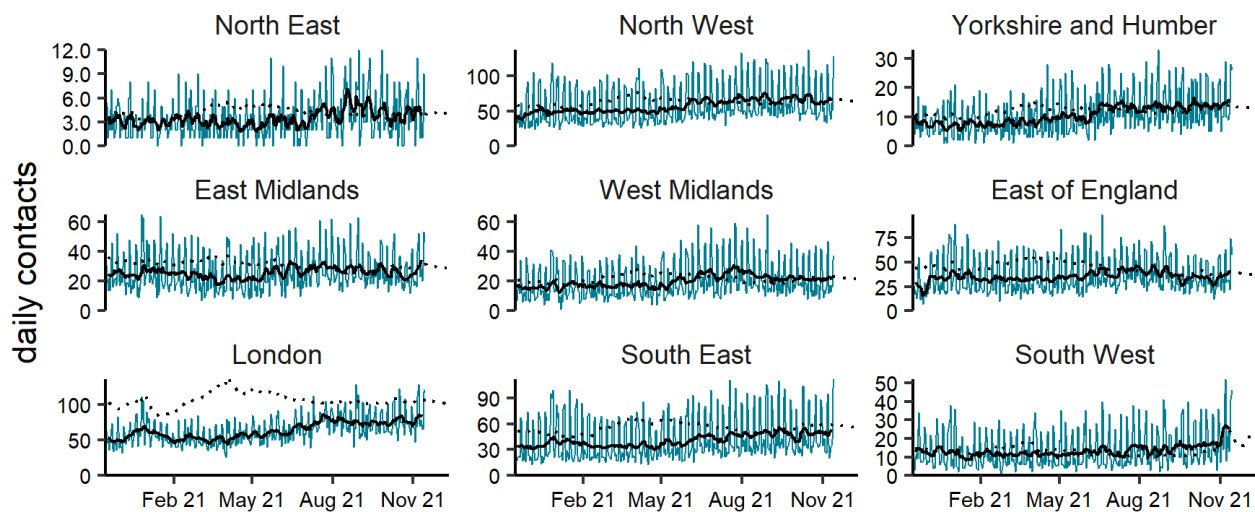 North East
North West
Yorkshire and Humber
12.0
9.0
6.0
3.0
0.0
100
50
0
30
20
10
0
East Midlands
West Midlands
East of England
60
40
20
0
60
40
20
0
75
50
25
0
daily contacts
London
South East
South West
100
50
0
90
60
30
0
50
40
30
20
10
0
Feb 21 May 21 Aug 21 Nov 21
Feb 21 May 21 Aug 21 Nov 21
Feb 21 May 21 Aug 21 Nov 21